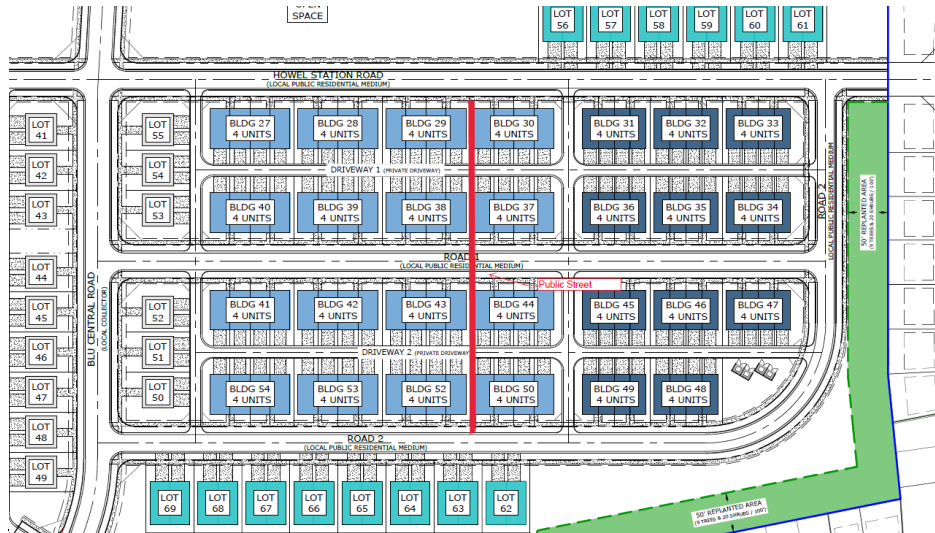 OPEN
SPACE
LOT
56
LOT
57
LOT
58
LOT
59
LOT
60
LOT
61
HOWEL STATION ROAD
(LOCAL PUBLIC RESIDENTIAL MEDIUM)
LOT
41
LOT
42
LOT
43
LOT
44
LOT
45
LOT
46
LOT
47
LOT
48
LOT
49
BLU CENTRAL ROAD
(LOCAL COLLECTOR)
LOT
55
LOT
54
LOT
53
LOT
52
LOT
51
LOT
50
BLDG 27
4 UNITS
BLDG 28
4 UNITS
BLDG 29
4 UNITS
BLDG 30
4 UNITS
BLDG 31
4 UNITS
BLDG 32
4 UNITS
BLDG 33
4 UNITS
DRIVEWAY 1 (PRIVATE DRIVEWAY)
BLDG 40
4 UNITS
BLDG 39
4 UNITS
BLDG 38
4 UNITS
BLDG 37
4 UNITS
BLDG 36
4 UNITS
BLDG 35
4 UNITS
BLDG 34
4 UNITS
ROAD 2
(LOCAL PUBLIC RESIDENTIAL MEDIUM)
50' REPLANTED AREA
(9 TREES & 20 SHRUBS / 100')
ROAD 1
(LOCAL PUBLIC RESIDENTIAL MEDIUM)
Public Street
BLDG 41
4 UNITS
BLDG 42
4 UNITS
BLDG 43
4 UNITS
BLDG 44
4 UNITS
BLDG 45
4 UNITS
BLDG 46
4 UNITS
BLDG 47
4 UNITS
DRIVEWAY 2 (PRIVATE DRIVEWAY
BLDG 54
4 UNITS
BLDG 53
4 UNITS
BLDG 52
4 UNITS
BLDG 50
4 UNITS
BLDG 49
4 UNITS
BLDG 48
4 UNITS
ROAD 2
(LOCAL PUBLIC RESIDENTIAL MEDIUM)
LOT
69
LOT
68
LOT
67
LOT
66
LOT
65
LOT
64
LOT
63
LOT
62
50' REPLANTED AREA
(9 TREES & 20 SHRUBS / 100')